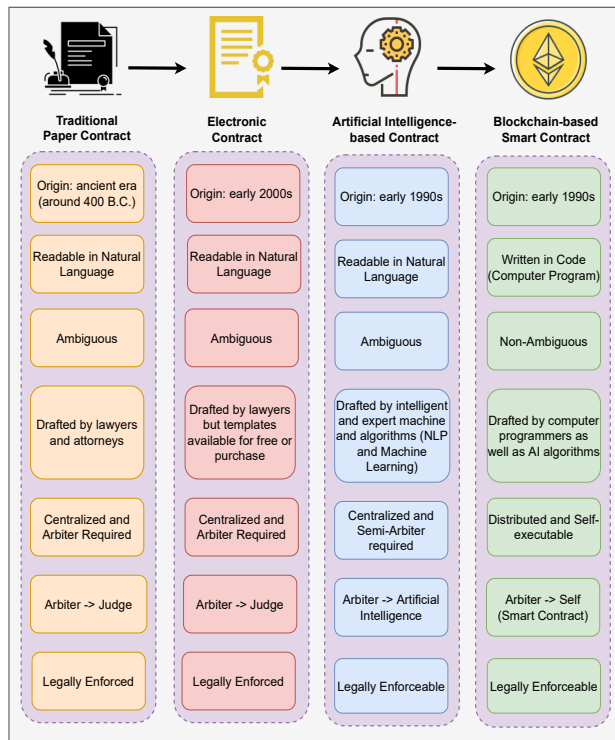 Traditional
Paper Contract
Electronic
Contract
Artificial Intelligence-
based Contract
Blockchain-based
Smart Contract
Origin: ancient era
(around 400 B.C.)
Readable in Natural
Language
Ambiguous
Drafted by lawyers
and attorneys
Centralized and
Arbiter Required
Arbiter -> Judge
Legally Enforced
Origin: early 2000s
Readable in Natural
Language
Ambiguous
Drafted by lawyers
but templates
available for free or
purchase
Centralized and
Arbiter Required
Arbiter -> Judge
Legally Enforced
Origin: early 1990s
Readable in Natural
Language
Ambiguous
Drafted by intelligent
and expert machine
and algorithms (NLP
and Machine
Learning)
Centralized and
Semi-Arbiter
required
Arbiter -> Artificial
Intelligence
Legally Enforceable
Origin: early 1990s
Written in Code
(Computer Program)
Non-Ambiguous
Drafted by computer
programmers as
well as AI algorithms
Distributed and Self-
executable
Arbiter -> Self
(Smart Contract)
Legally Enforceable